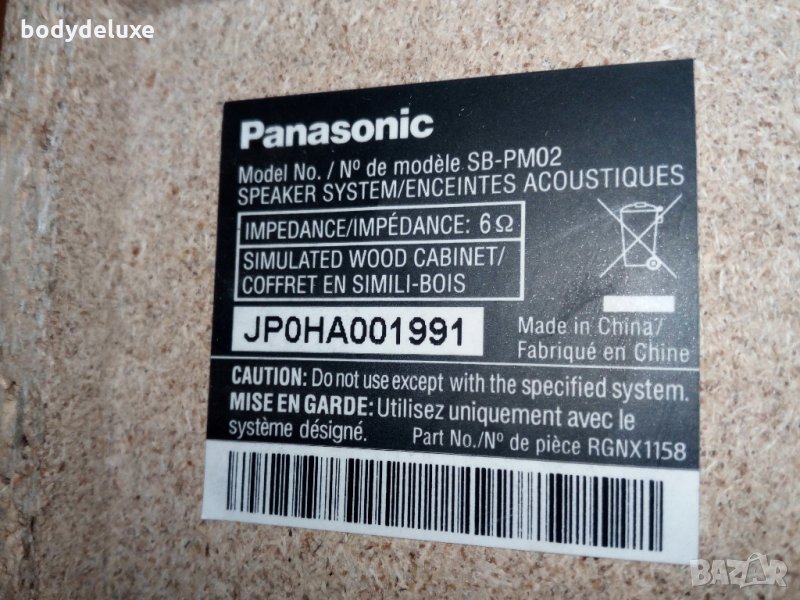 bodydeluxe
Panasonic
Model No. / Nº de modèle SB-PM02
SPEAKER SYSTEM/ENCEINTES ACOUSTIQUES
IMPEDANCE/IMPÉDANCE: 6Ω
SIMULATED WOOD CABINET/
COFFRET EN SIMILI-BOIS
JP0HA001991
Made in China/
Fabriqué en Chine
CAUTION: Do not use except with the specified system.
MISE EN GARDE: Utilisez uniquement avec le
système désigné.
Part No./Nº de pièce RGNX1158
BAZAR